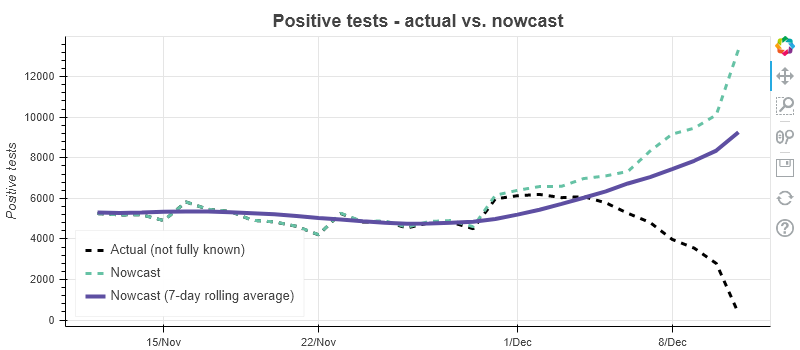 Positive tests - actual vs. nowcast
Positive tests
12000
10000
8000
6000
4000
2000
0
Actual (not fully known)
Nowcast
Nowcast (7-day rolling average)
15/Nov
22/Nov
1/Dec
8/Dec